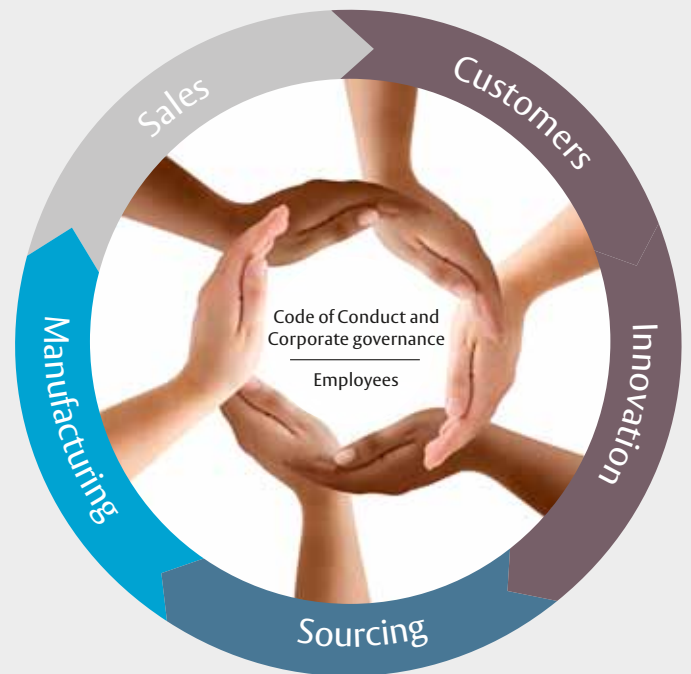 Sales
Customers
Innovation
Sourcing
Manufacturing
Code of Conduct and
Corporate governance
Employees